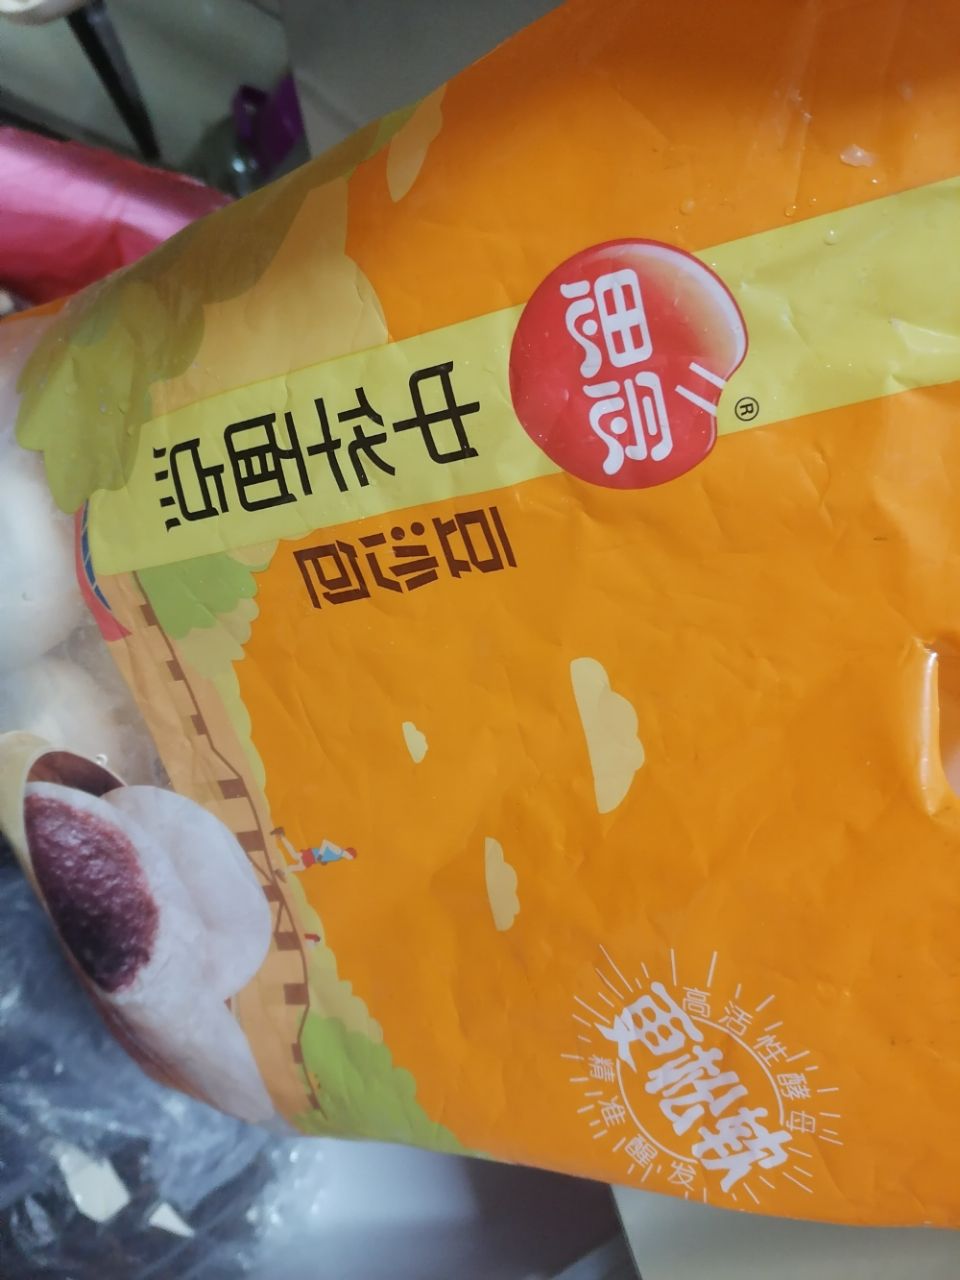 思念
®
中华面点
豆沙包
高活性酵母
更松软
精准醒发